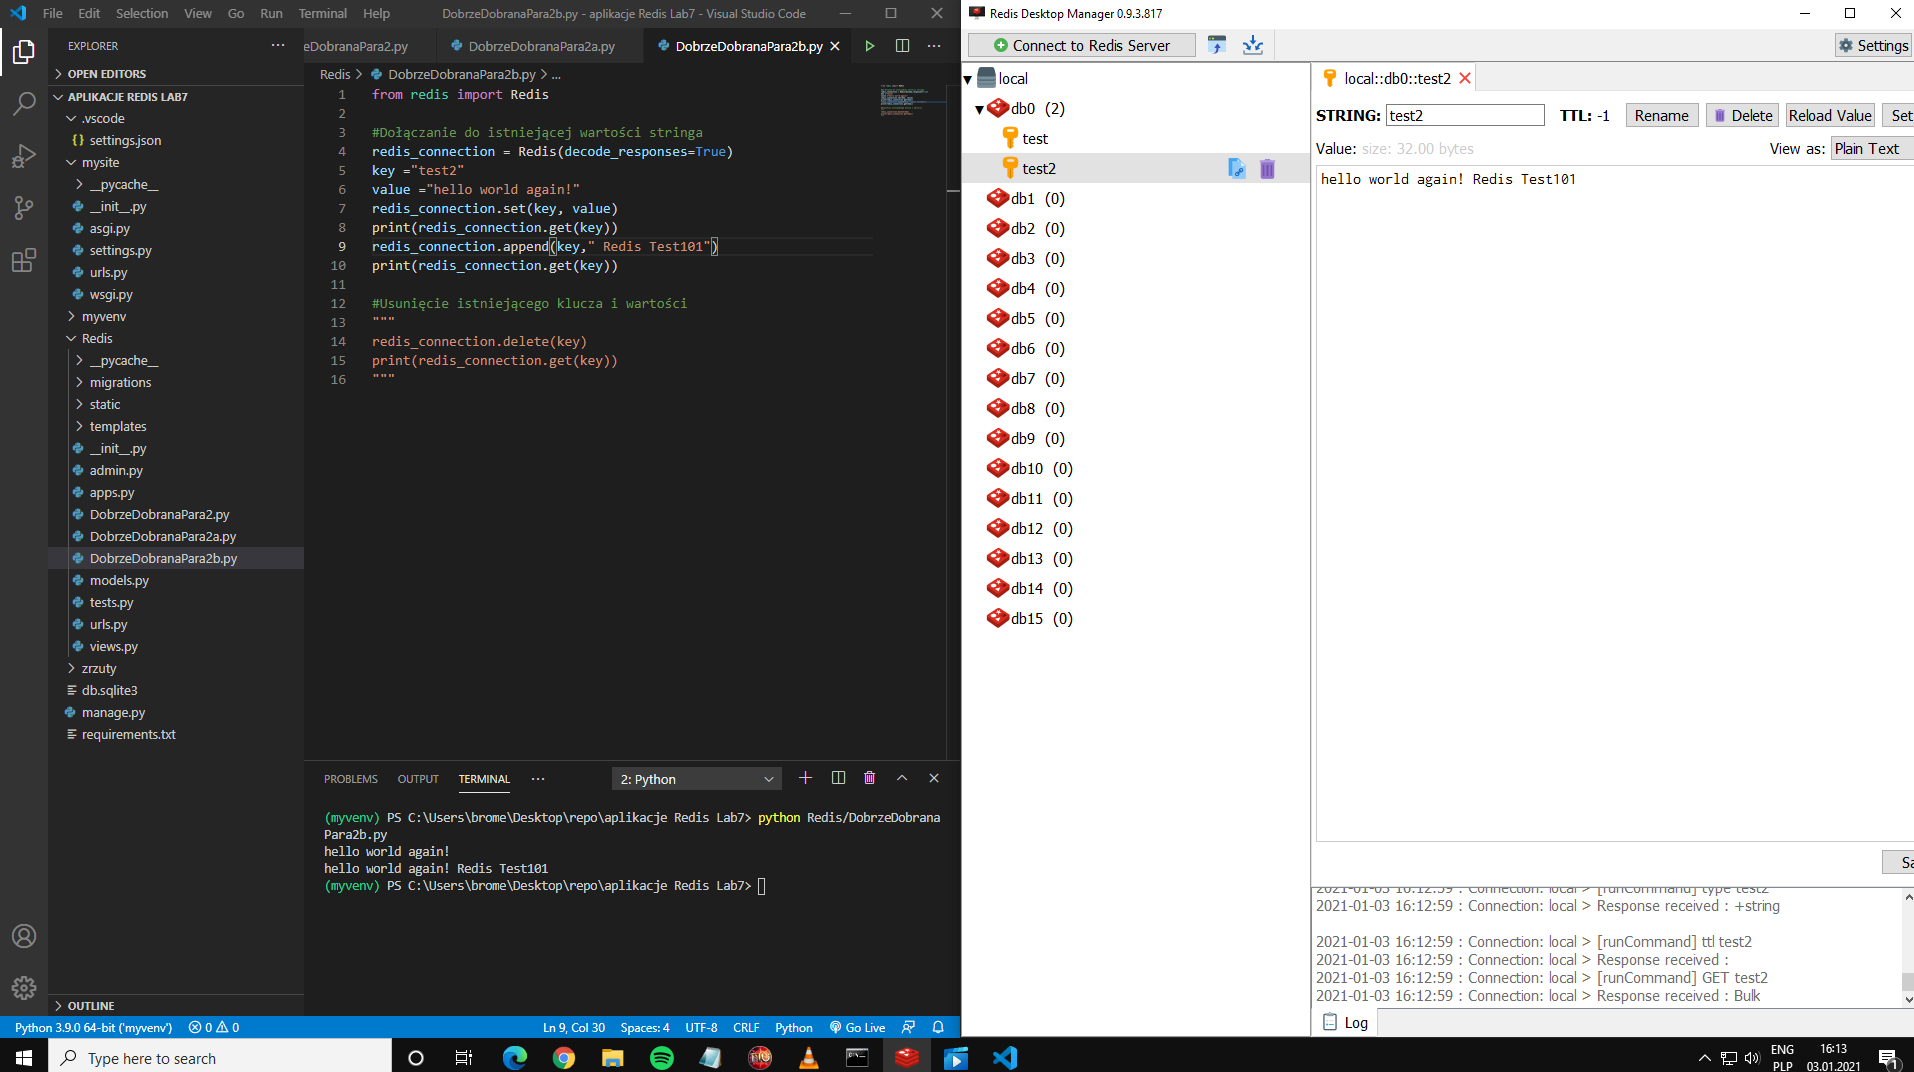 File Edit Selection View Go Run Terminal Help
DobrzeDobranaPara2b.py - aplikacje Redis Lab7 - Visual Studio Code
EXPLORER
OPEN EDITORS
APLIKACJE REDIS LAB7
.vscode
settings.json
mysite
__pycache__
__init__.py
asgi.py
settings.py
urls.py
wsgi.py
myvenv
Redis
__pycache__
migrations
static
templates
__init__.py
admin.py
apps.py
DobrzeDobranaPara2.py
DobrzeDobranaPara2a.py
DobrzeDobranaPara2b.py
models.py
tests.py
urls.py
views.py
zrzuty
db.sqlite3
manage.py
requirements.txt
OUTLINE
eDobranaPara2.py DobrzeDobranaPara2a.py DobrzeDobranaPara2b.py
Redis > DobrzeDobranaPara2b.py > ...
1 from redis import Redis
2
3 #Dołączanie do istniejącej wartości stringa
4 redis_connection = Redis(decode_responses=True)
5 key ="test2"
6 value ="hello world again!"
7 redis_connection.set(key, value)
8 print(redis_connection.get(key))
9 redis_connection.append(key," Redis Test101")
10 print(redis_connection.get(key))
11
12 #Usunięcie istniejącego klucza i wartości
13 """
14 redis_connection.delete(key)
15 print(redis_connection.get(key))
16 """
PROBLEMS OUTPUT TERMINAL ··· 2: Python
(myvenv) PS C:\Users\brome\Desktop\repo\aplikacje Redis Lab7> python Redis/DobrzeDobrana
Para2b.py
hello world again!
hello world again! Redis Test101
(myvenv) PS C:\Users\brome\Desktop\repo\aplikacje Redis Lab7>
Python 3.9.0 64-bit ('myvenv') 0 0 Ln 9, Col 30 Spaces: 4 UTF-8 CRLF Python Go Live
Redis Desktop Manager 0.9.3.817
Connect to Redis Server Settings
local
db0 (2)
test
test2
db1 (0)
db2 (0)
db3 (0)
db4 (0)
db5 (0)
db6 (0)
db7 (0)
db8 (0)
db9 (0)
db10 (0)
db11 (0)
db12 (0)
db13 (0)
db14 (0)
db15 (0)
local::db0::test2
STRING: test2 TTL: -1 Rename Delete Reload Value Set
Value: size: 32.00 bytes View as: Plain Text
hello world again! Redis Test101
Sa
2021-01-03 16:12:59 : Connection: local > [runCommand] type test2
2021-01-03 16:12:59 : Connection: local > Response received : +string
2021-01-03 16:12:59 : Connection: local > [runCommand] ttl test2
2021-01-03 16:12:59 : Connection: local > Response received :
2021-01-03 16:12:59 : Connection: local > [runCommand] GET test2
2021-01-03 16:12:59 : Connection: local > Response received : Bulk
Log
Type here to search
ENG
PLP
16:13
03.01.2021
1